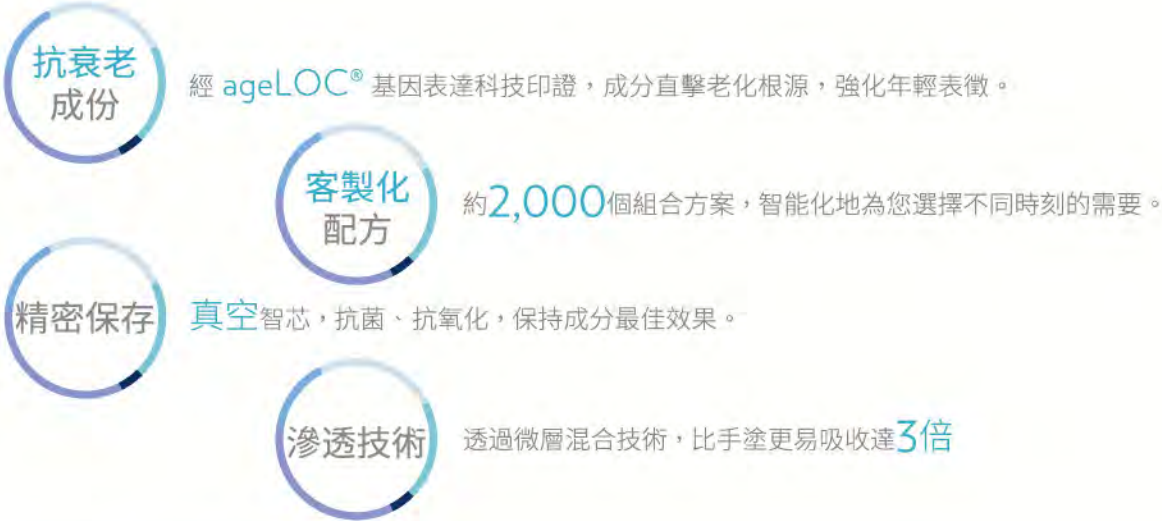 抗衰老
成份
經 ageLOC® 基因表達科技印證，成分直擊老化根源，強化年輕表徵。
客製化
配方
約2,000個組合方案，智能化地為您選擇不同時刻的需要。
精密保存
真空智芯，抗菌、抗氧化，保持成分最佳效果。
滲透技術
透過微層混合技術，比手塗更易吸收達3倍